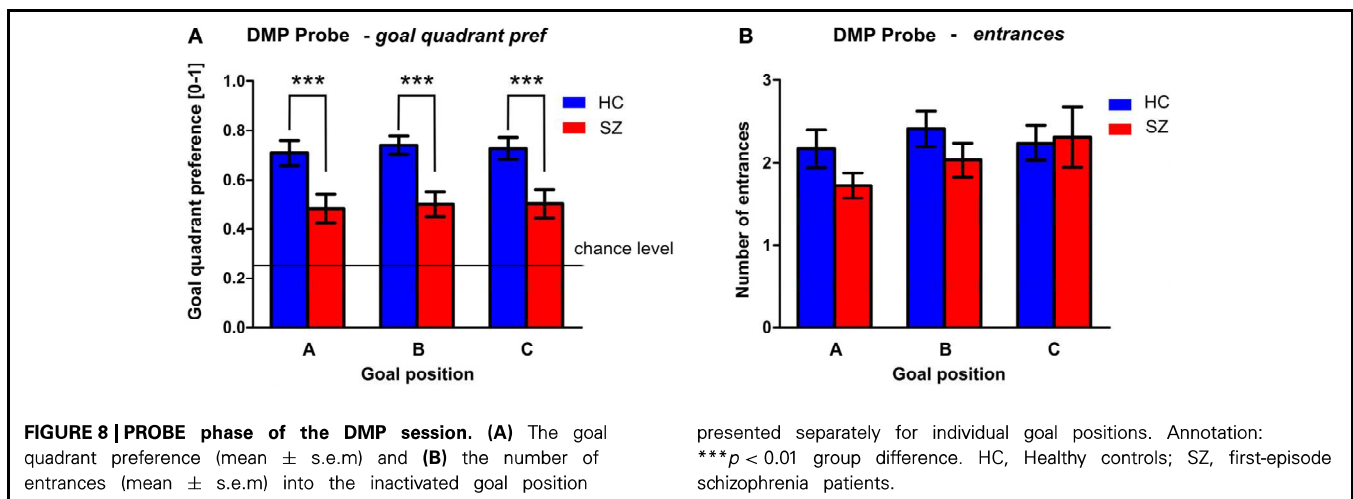 A DMP Probe - goal quadrant pref
*** *** ***
HC
SZ
Goal quadrant preference [0-1]
1.0
0.8
0.6
0.4
0.2
0.0
chance level
A B C
Goal position
B DMP Probe - entrances
HC
SZ
Number of entrances
3
2
1
0
A B C
Goal position
FIGURE 8 | PROBE phase of the DMP session. (A) The goal
quadrant preference (mean ± s.e.m) and (B) the number of
entrances (mean ± s.e.m) into the inactivated goal position
presented separately for individual goal positions. Annotation:
***p < 0.01 group difference. HC, Healthy controls; SZ, first-episode
schizophrenia patients.